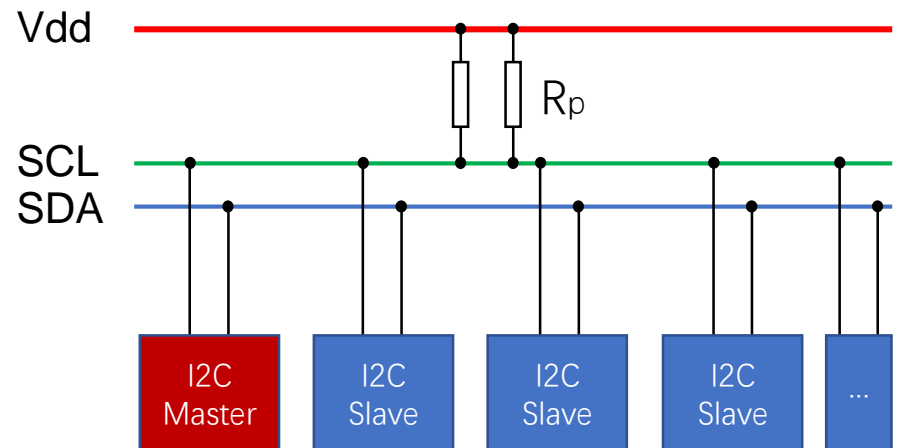 Vdd
Rp
SCL
SDA
I2C
Master
I2C
Slave
I2C
Slave
I2C
Slave
...